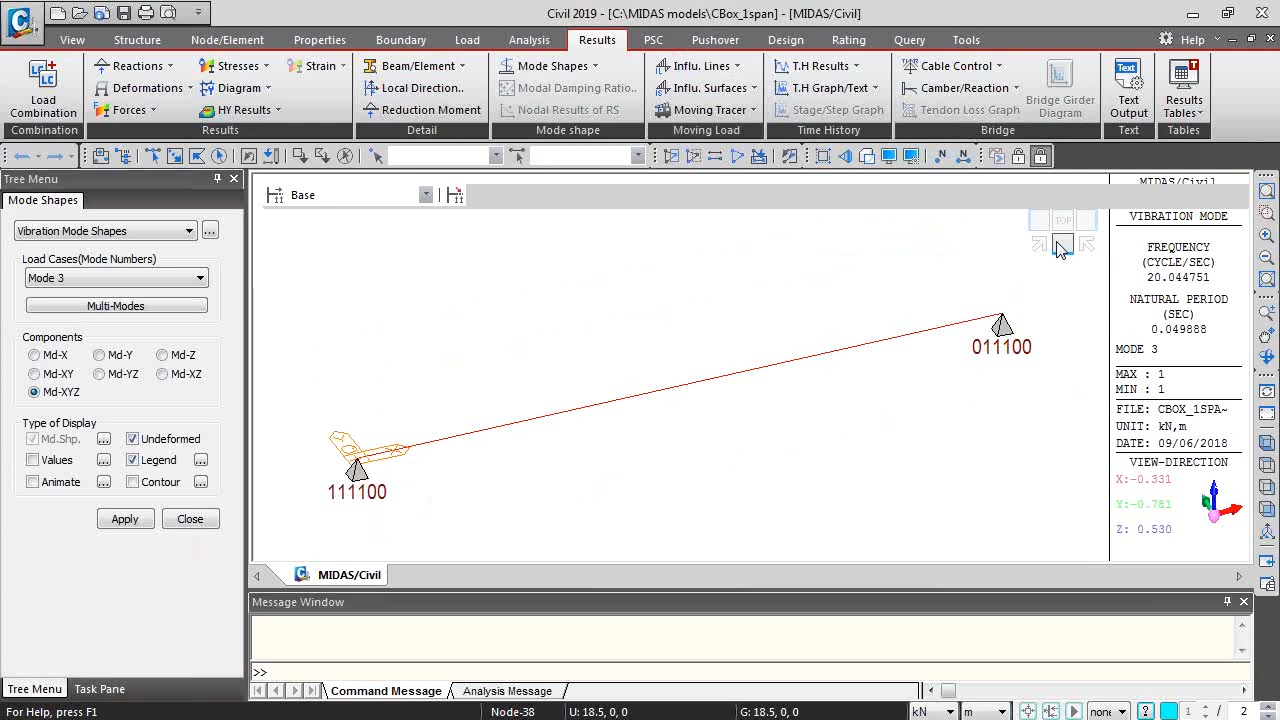 Civil 2019 - [C:\MIDAS models\CBox_1span] - [MIDAS/Civil]
View Structure Node/Element Properties Boundary Load Analysis Results PSC Pushover Design Rating Query Tools Help
Load Combination
Combination
Reactions Stresses Strain
Deformations Diagram
Forces HY Results
Results
Beam/Element
Local Direction..
Reduction Moment
Detail
Mode Shapes
Modal Damping Ratio..
Nodal Results of RS
Mode shape
Influ. Lines
Influ. Surfaces
Moving Tracer
Moving Load
T.H Results
T.H Graph/Text
Stage/Step Graph
Time History
Cable Control
Camber/Reaction
Tendon Loss Graph
Bridge Girder Diagram
Bridge
Text Output
Text
Results Tables
Tables
Tree Menu
Mode Shapes
Vibration Mode Shapes ...
Load Cases(Mode Numbers)
Mode 3
Multi-Modes
Components
Md-X Md-Y Md-Z
Md-XY Md-YZ Md-XZ
Md-XYZ
Type of Display
Md.Shp. ... Undeformed
Values ... Legend ...
Animate ... Contour ...
Apply Close
Tree Menu Task Pane
Base
TOP
111100
011100
MIDAS/Civil
VIBRATION MODE
FREQUENCY
(CYCLE/SEC)
20.044751
NATURAL PERIOD
(SEC)
0.049888
MODE 3
MAX : 1
MIN : 1
FILE: CBOX_1SPA~
UNIT: kN,m
DATE: 09/06/2018
VIEW-DIRECTION
X:-0.331
Y:-0.781
Z: 0.530
MIDAS/Civil
Message Window
>>
Command Message Analysis Message
For Help, press F1 Node-38 U: 18.5, 0, 0 G: 18.5, 0, 0 kN m none ? 1 / 2